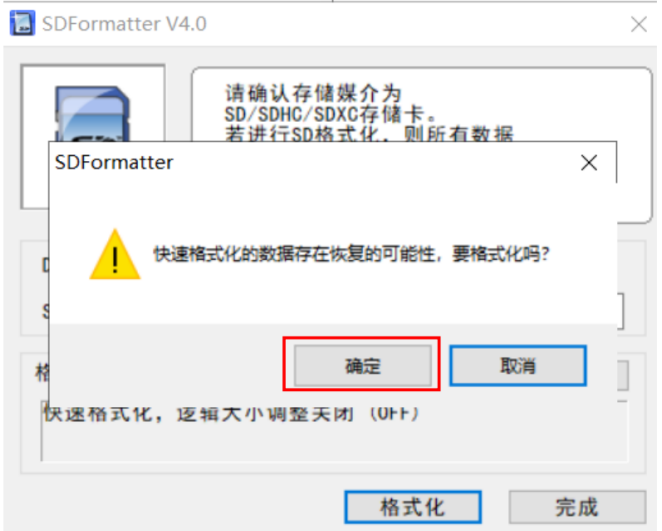 SDFormatter V4.0
请确认存储媒介为
SD/SDHC/SDXC存储卡。
若进行SD格式化，则所有数据
SDFormatter
快速格式化的数据存在恢复的可能性，要格式化吗？
确定
取消
快速格式化，逻辑大小调整关闭 (OFF)
格式化
完成